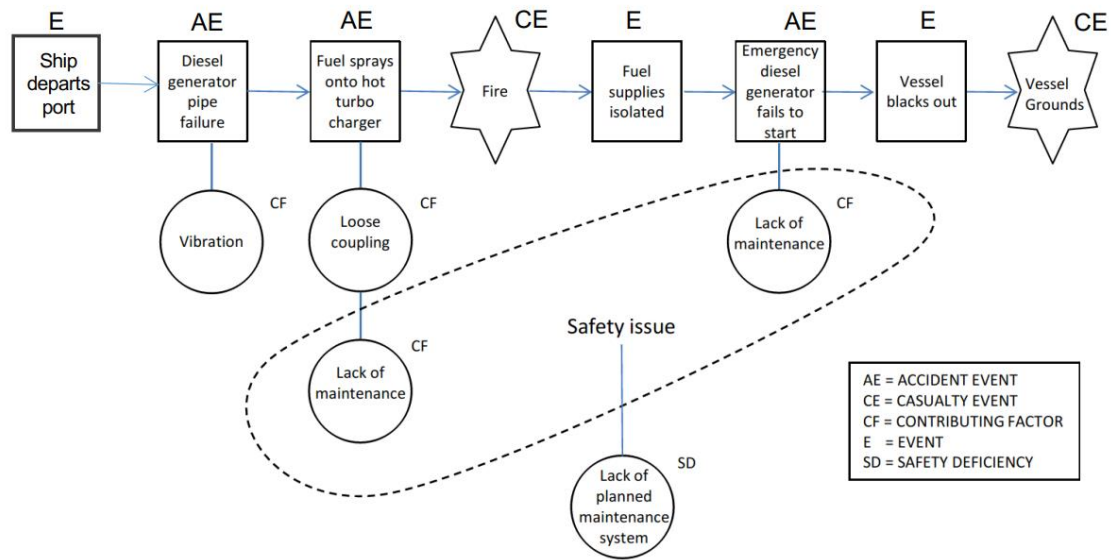 E
AE
AE
CE
E
AE
E
CE
Ship
departs
port
Diesel
generator
pipe
failure
Fuel sprays
onto hot
turbo
charger
Fire
Fuel
supplies
isolated
Emergency
diesel
generator
fails to
start
Vessel
blacks out
Vessel
Grounds
CF
Vibration
CF
Loose
coupling
CF
Lack of
maintenance
CF
Lack of
maintenance
Safety issue
SD
Lack of
planned
maintenance
system
AE = ACCIDENT EVENT
CE = CASUALTY EVENT
CF = CONTRIBUTING FACTOR
E = EVENT
SD = SAFETY DEFICIENCY